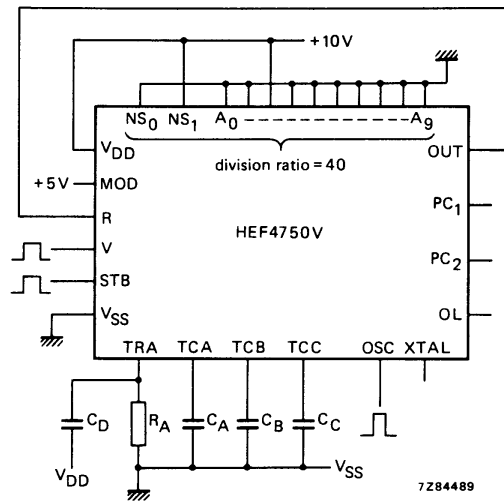 +10V
NS0 NS1 A0 A9
VDD
division ratio = 40
OUT
+5V MOD
R
HEF4750V
PC1
V
STB
PC2
VSS
OL
TRA TCA TCB TCC OSC XTAL
CD RA CA CB CC
VDD
VSS
7Z84489